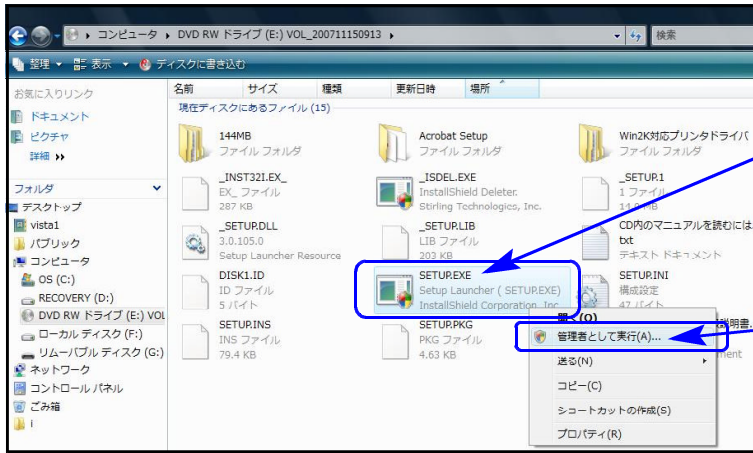 コンピュータ ▸ DVD RW ドライブ (E:) VOL_200711150913 ▸
検索
整理 表示 ディスクに書き込む
お気に入りリンク
ドキュメント
ピクチャ
詳細
フォルダ
デスクトップ
vista1
パブリック
コンピュータ
OS (C:)
RECOVERY (D:)
DVD RW ドライブ (E:) VOL
ローカル ディスク (F:)
リムーバブル ディスク (G:)
ネットワーク
コントロール パネル
ごみ箱
i
名前 サイズ 種類 更新日時 場所
現在ディスクにあるファイル (15)
144MB
ファイル フォルダ
Acrobat Setup
ファイル フォルダ
Win2K対応プリンタドライバ
ファイル フォルダ
_INST32I.EX_
EX_ ファイル
287 KB
_ISDEL.EXE
InstallShield Deleter.
Stirling Technologies, Inc.
_SETUP.1
1 ファイル
_SETUP.DLL
3.0.105.0
Setup Launcher Resource
_SETUP.LIB
LIB ファイル
203 KB
CD内のマニュアルを読むには
txt
テキスト ドキュメント
DISK1.ID
ID ファイル
5 バイト
SETUP.EXE
Setup Launcher ( SETUP.EXE)
InstallShield Corporation, Inc
SETUP.INI
構成設定
47 バイト
SETUP.INS
INS ファイル
79.4 KB
SETUP.PKG
PKG ファイル
4.63 KB
説明書.
ment
開く(O)
管理者として実行(A)...
送る(N)
コピー(C)
ショートカットの作成(S)
プロパティ(R)